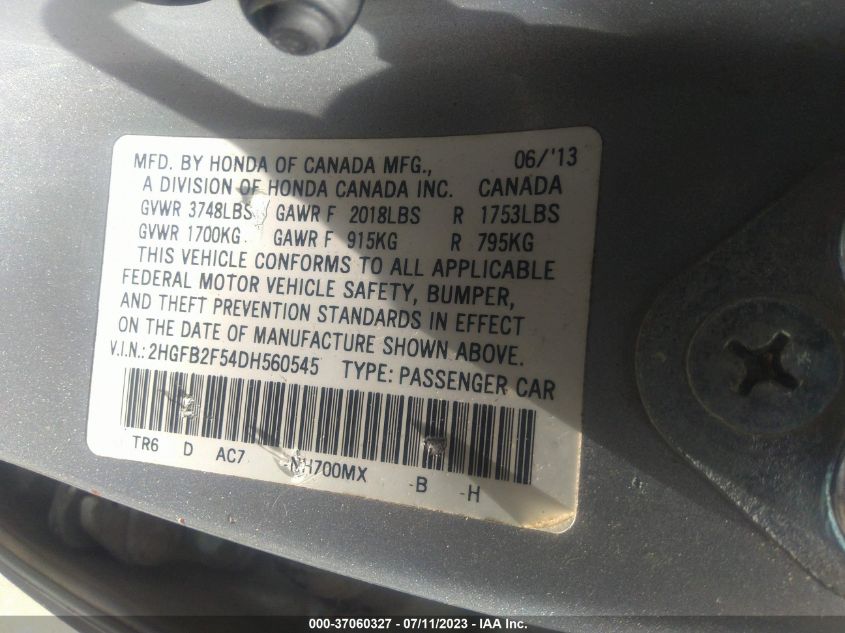 MFD. BY HONDA OF CANADA MFG., 06/'13
A DIVISION OF HONDA CANADA INC. CANADA
GVWR 3748LBS GAWR F 2018LBS R 1753LBS
GVWR 1700KG GAWR F 915KG R 795KG
THIS VEHICLE CONFORMS TO ALL APPLICABLE
FEDERAL MOTOR VEHICLE SAFETY, BUMPER,
AND THEFT PREVENTION STANDARDS IN EFFECT
ON THE DATE OF MANUFACTURE SHOWN ABOVE.
V.I.N.: 2HGFB2F54DH560545 TYPE: PASSENGER CAR
TR6 D AC7 -NH700MX -B -H
000-37060327 - 07/11/2023 - IAA Inc.